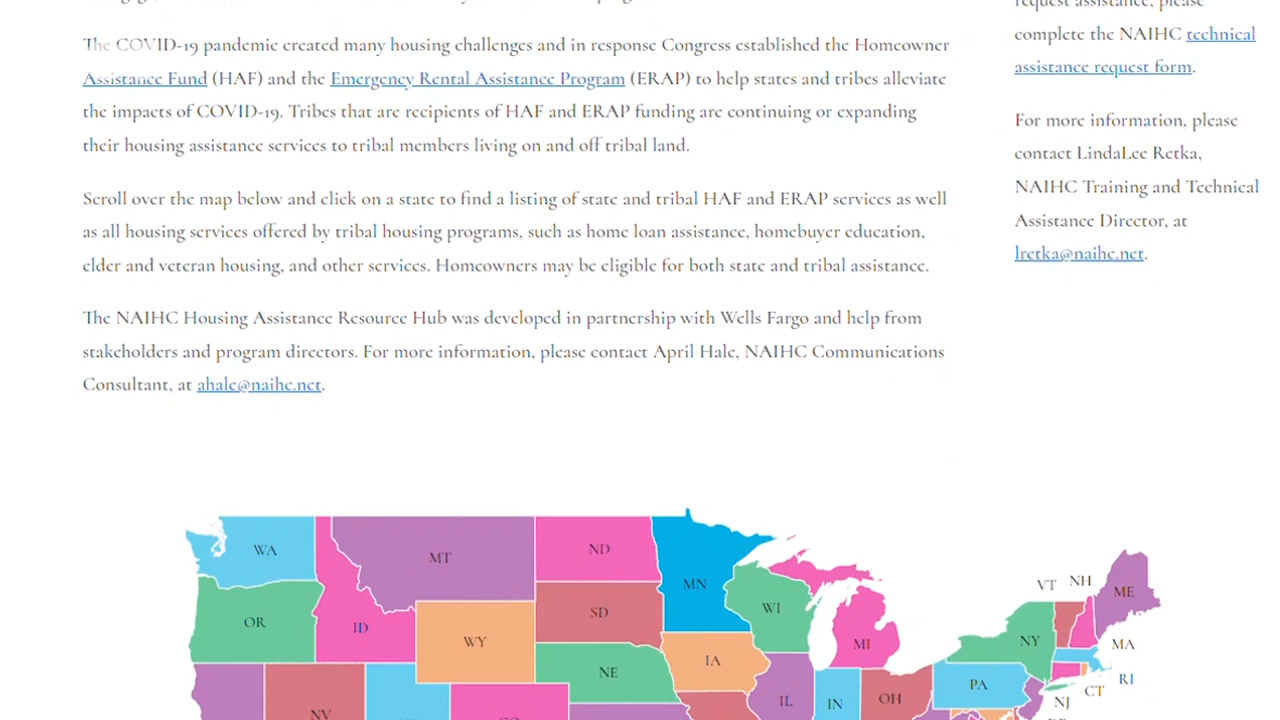 The COVID-19 pandemic created many housing challenges and in response Congress established the Homeowner
Assistance Fund (HAF) and the Emergency Rental Assistance Program (ERAP) to help states and tribes alleviate
the impacts of COVID-19. Tribes that are recipients of HAF and ERAP funding are continuing or expanding
their housing assistance services to tribal members living on and off tribal land.
Scroll over the map below and click on a state to find a listing of state and tribal HAF and ERAP services as well
as all housing services offered by tribal housing programs, such as home loan assistance, homebuyer education,
elder and veteran housing, and other services. Homeowners may be eligible for both state and tribal assistance.
The NAIHC Housing Assistance Resource Hub was developed in partnership with Wells Fargo and help from
stakeholders and program directors. For more information, please contact April Hale, NAIHC Communications
Consultant, at ahale@naihc.net.
request assistance, please
complete the NAIHC technical
assistance request form.
For more information, please
contact LindaLee Retka,
NAIHC Training and Technical
Assistance Director, at
lretka@naihc.net.
WA
MT
ND
MN
VT
NH
ME
OR
ID
WY
SD
WI
MI
NY
MA
NE
IA
PA
RI
CT
NV
IL
IN
OH
NJ